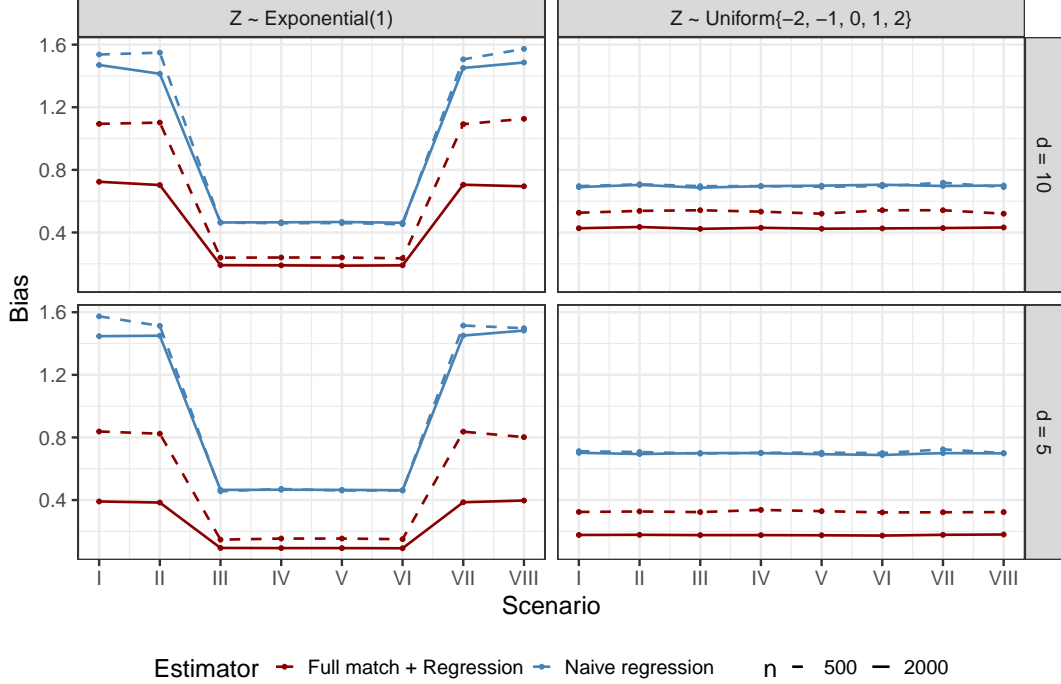 Z ~ Exponential(1)
Z ~ Uniform{−2, −1, 0, 1, 2}
1.6
1.2
0.8
0.4
d = 10
Bias
1.6
1.2
0.8
0.4
d = 5
I II III IV V VI VII VIII
I II III IV V VI VII VIII
Scenario
Estimator Full match + Regression Naive regression n 500 2000